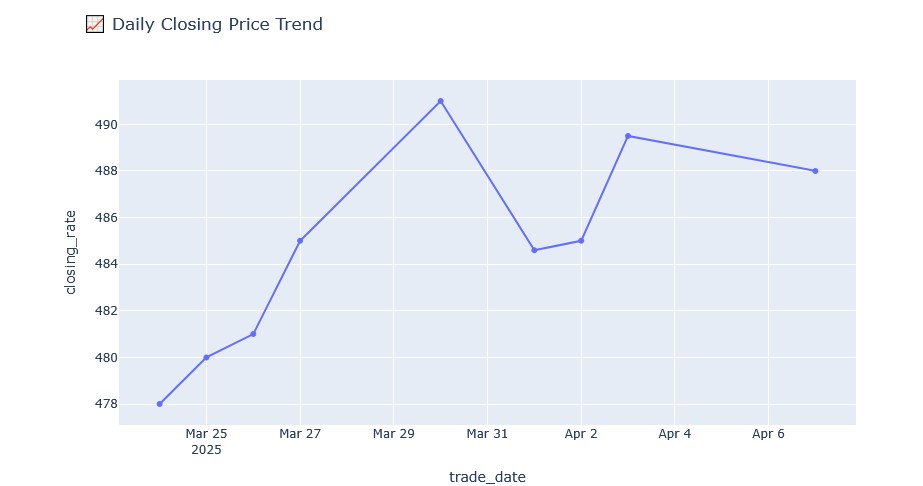 📈 Daily Closing Price Trend
490
488
486
484
482
480
478
closing_rate
Mar 25
2025
Mar 27
Mar 29
Mar 31
Apr 2
Apr 4
Apr 6
trade_date